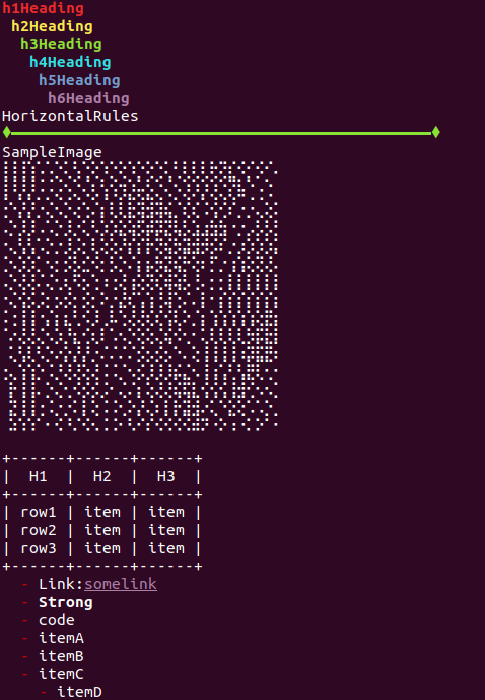 h1Heading
h2Heading
h3Heading
h4Heading
h5Heading
h6Heading
HorizontalRules
SampleImage
+------+------+------+
| H1 | H2 | H3 |
+------+------+------+
| row1 | item | item |
| row2 | item | item |
| row3 | item | item |
+------+------+------+
- Link:somelink
- Strong
- code
- itemA
- itemB
- itemC
- itemD